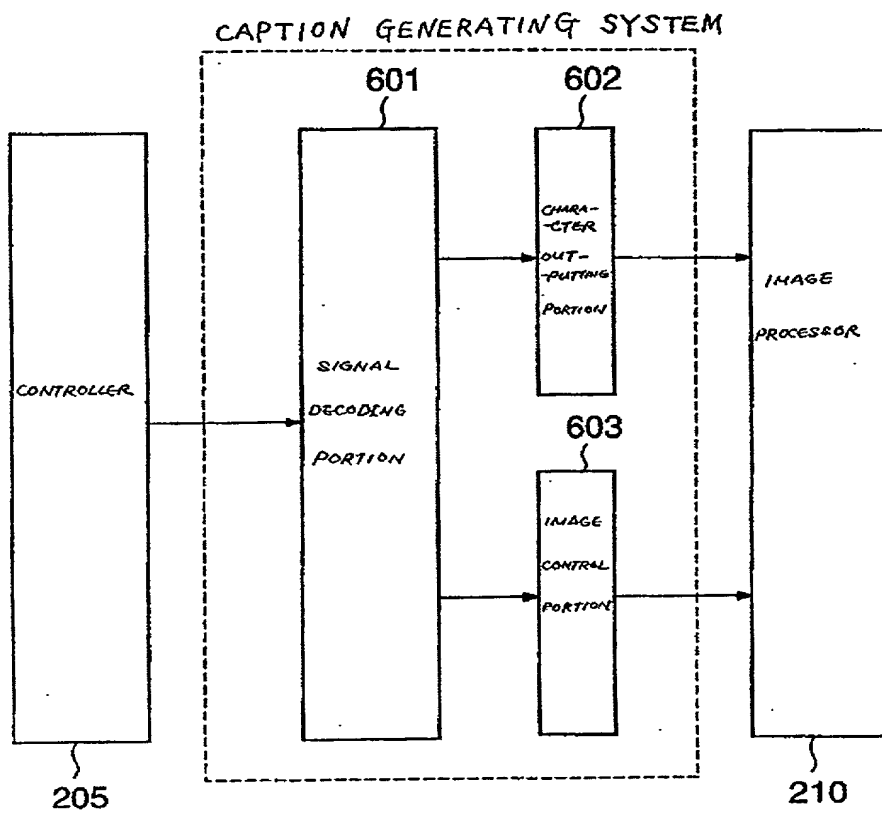 CAPTION GENERATING SYSTEM
601
602
CONTROLLER
SIGNAL
DECODING
PORTION
CHARA-
-CTER
OUT-
-PUTTING
PORTION
603
IMAGE
CONTROL
PORTION
IMAGE
PROCESSOR
205
210